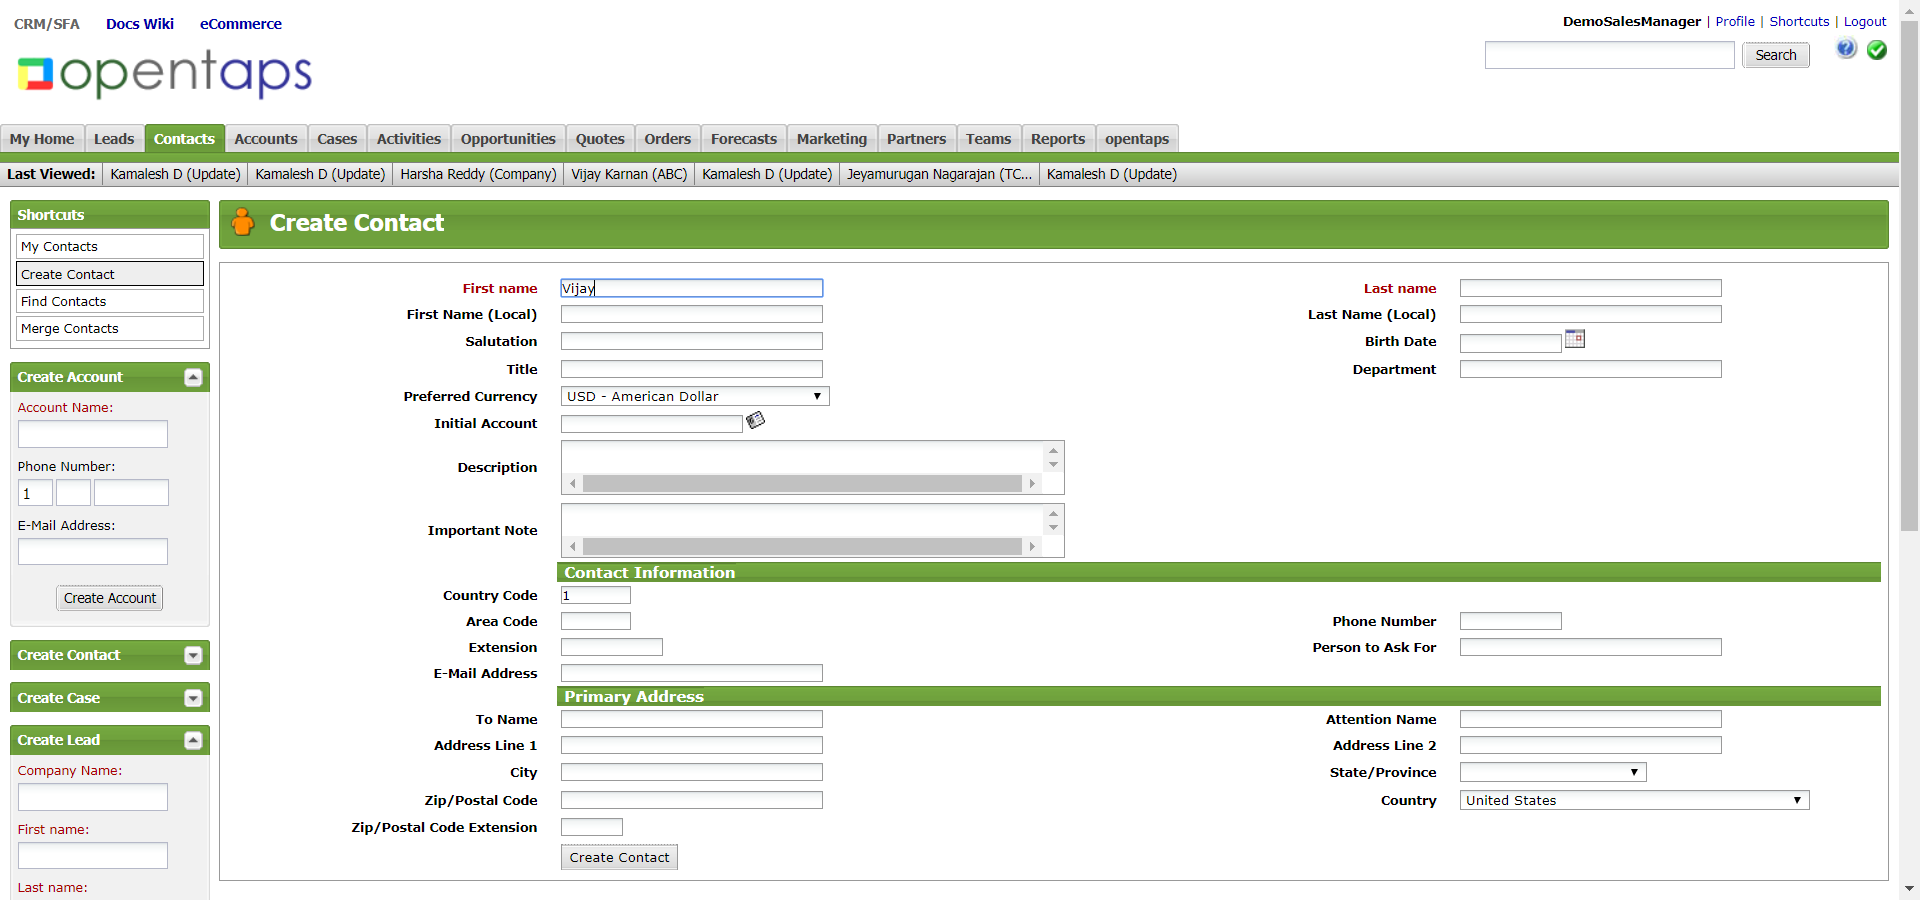 CRM/SFA Docs Wiki eCommerce
DemoSalesManager | Profile | Shortcuts | Logout
opentaps
Search
My Home Leads Contacts Accounts Cases Activities Opportunities Quotes Orders Forecasts Marketing Partners Teams Reports opentaps
Last Viewed: Kamalesh D (Update) Kamalesh D (Update) Harsha Reddy (Company) Vijay Karnan (ABC) Kamalesh D (Update) Jeyamurugan Nagarajan (TC... Kamalesh D (Update)
Shortcuts
My Contacts
Create Contact
Find Contacts
Merge Contacts
Create Account
Account Name:
Phone Number:
1
E-Mail Address:
Create Account
Create Contact
Create Case
Create Lead
Company Name:
First name:
Last name:
Create Contact
First name Vijay Last name
First Name (Local) Last Name (Local)
Salutation Birth Date
Title Department
Preferred Currency USD - American Dollar
Initial Account
Description
Important Note
Contact Information
Country Code 1
Area Code Phone Number
Extension Person to Ask For
E-Mail Address
Primary Address
To Name Attention Name
Address Line 1 Address Line 2
City State/Province
Zip/Postal Code Country United States
Zip/Postal Code Extension
Create Contact